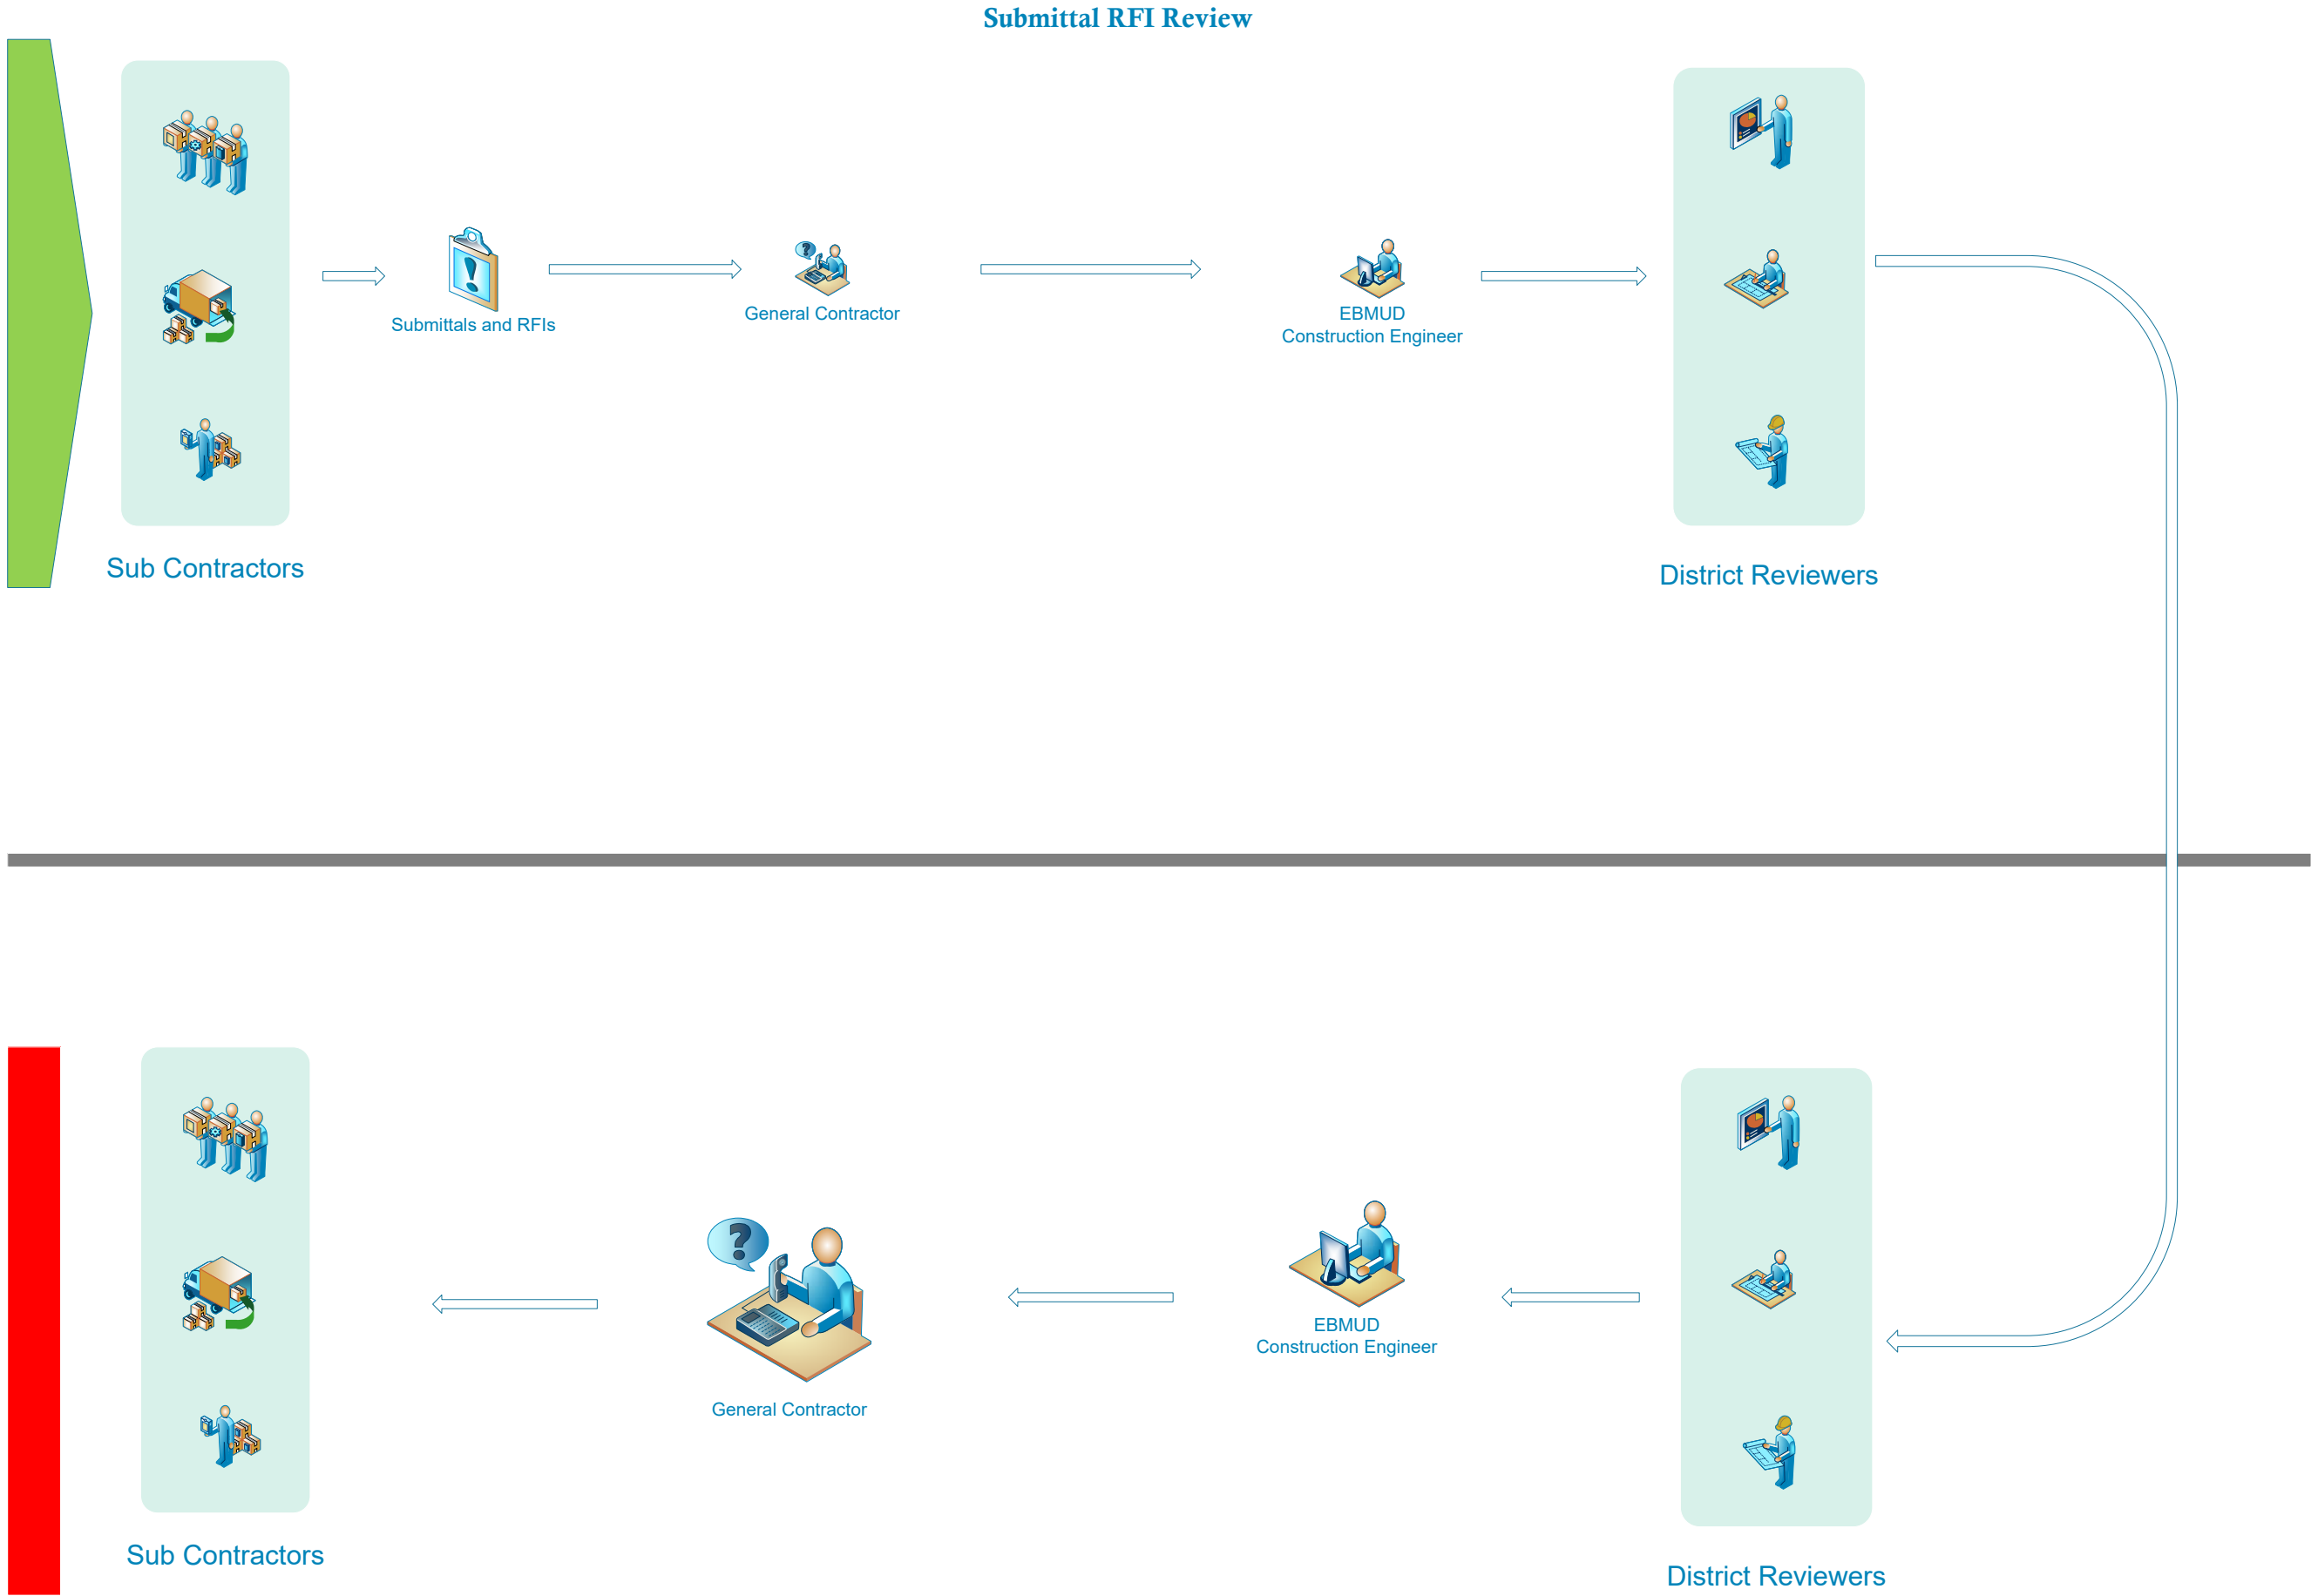 Submittal RFI Review
Submittals and RFIs
General Contractor
EBMUD
Construction Engineer
Sub Contractors
District Reviewers
EBMUD
Construction Engineer
General Contractor
Sub Contractors
District Reviewers